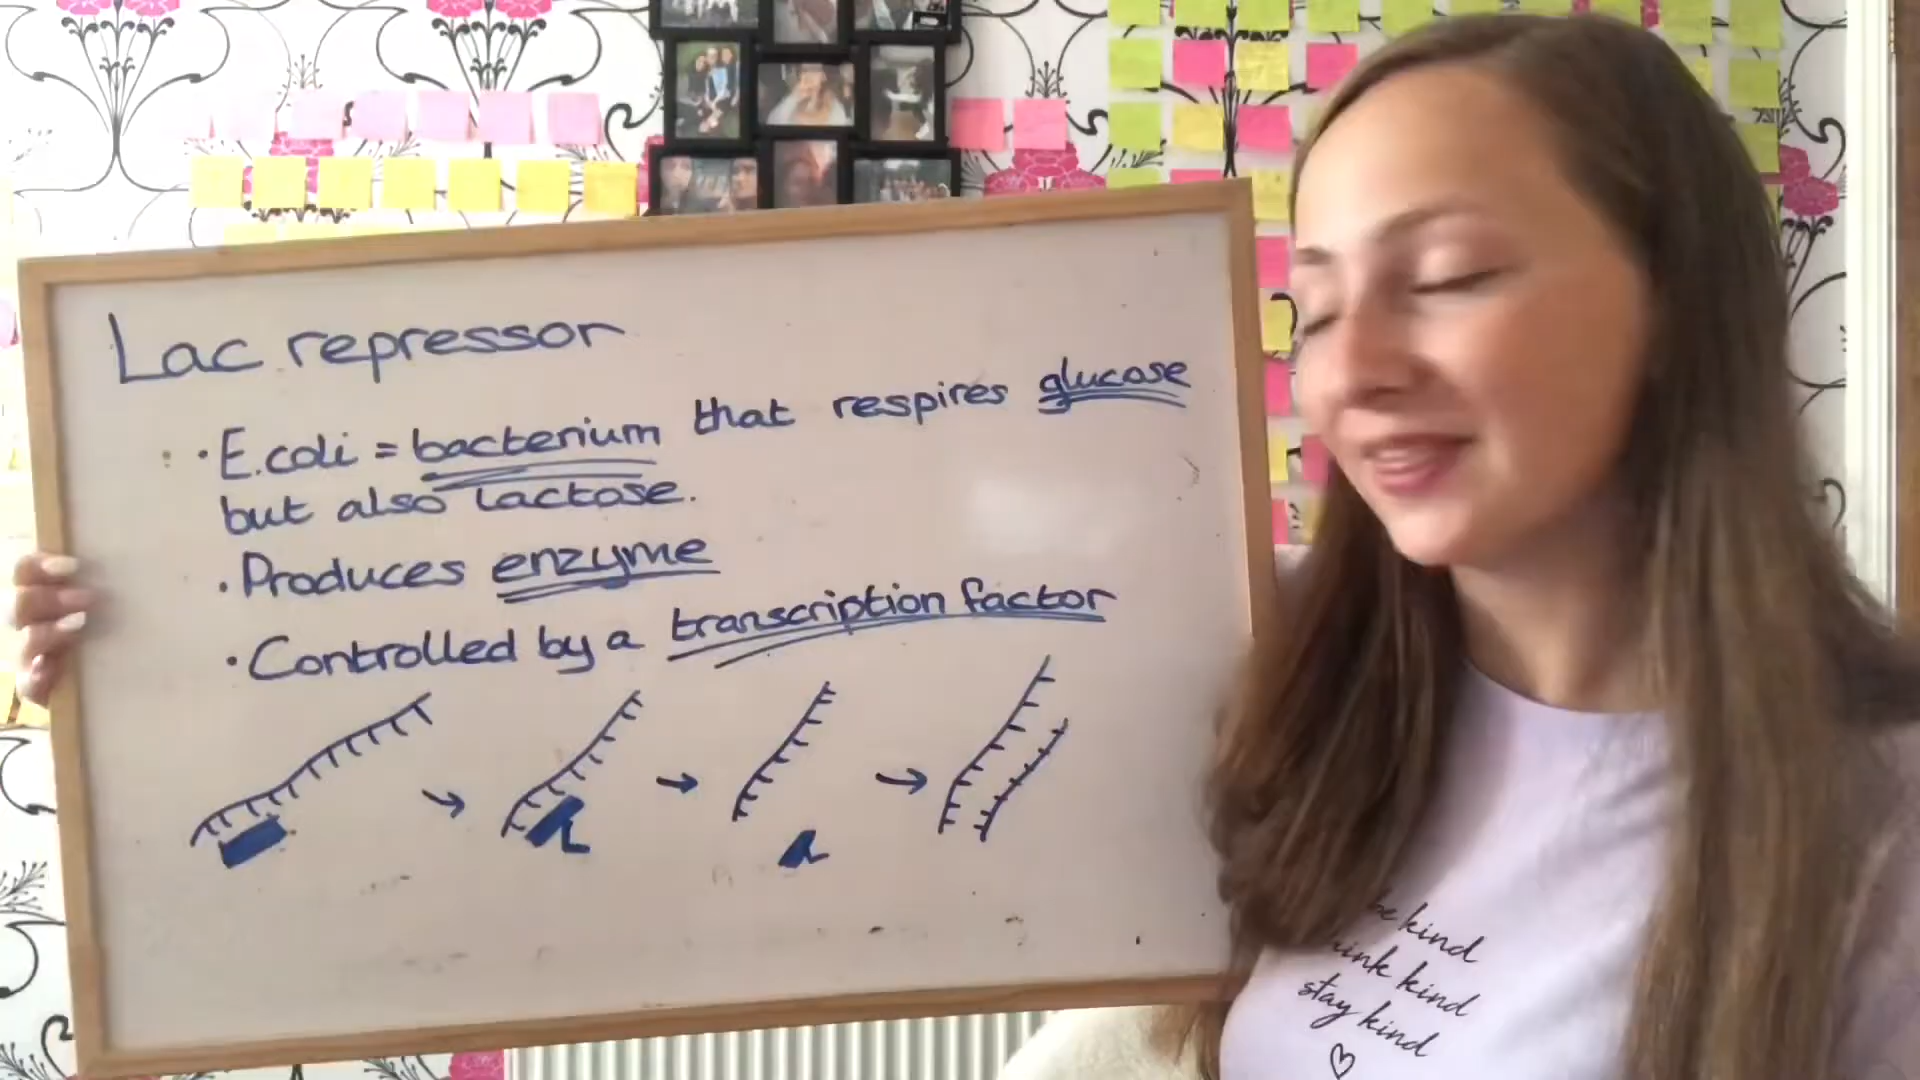 Lac repressor
· E.coli = bacterium that respires glucose
but also lactose.
· Produces enzyme
· Controlled by a transcription factor
be kind
think kind
stay kind